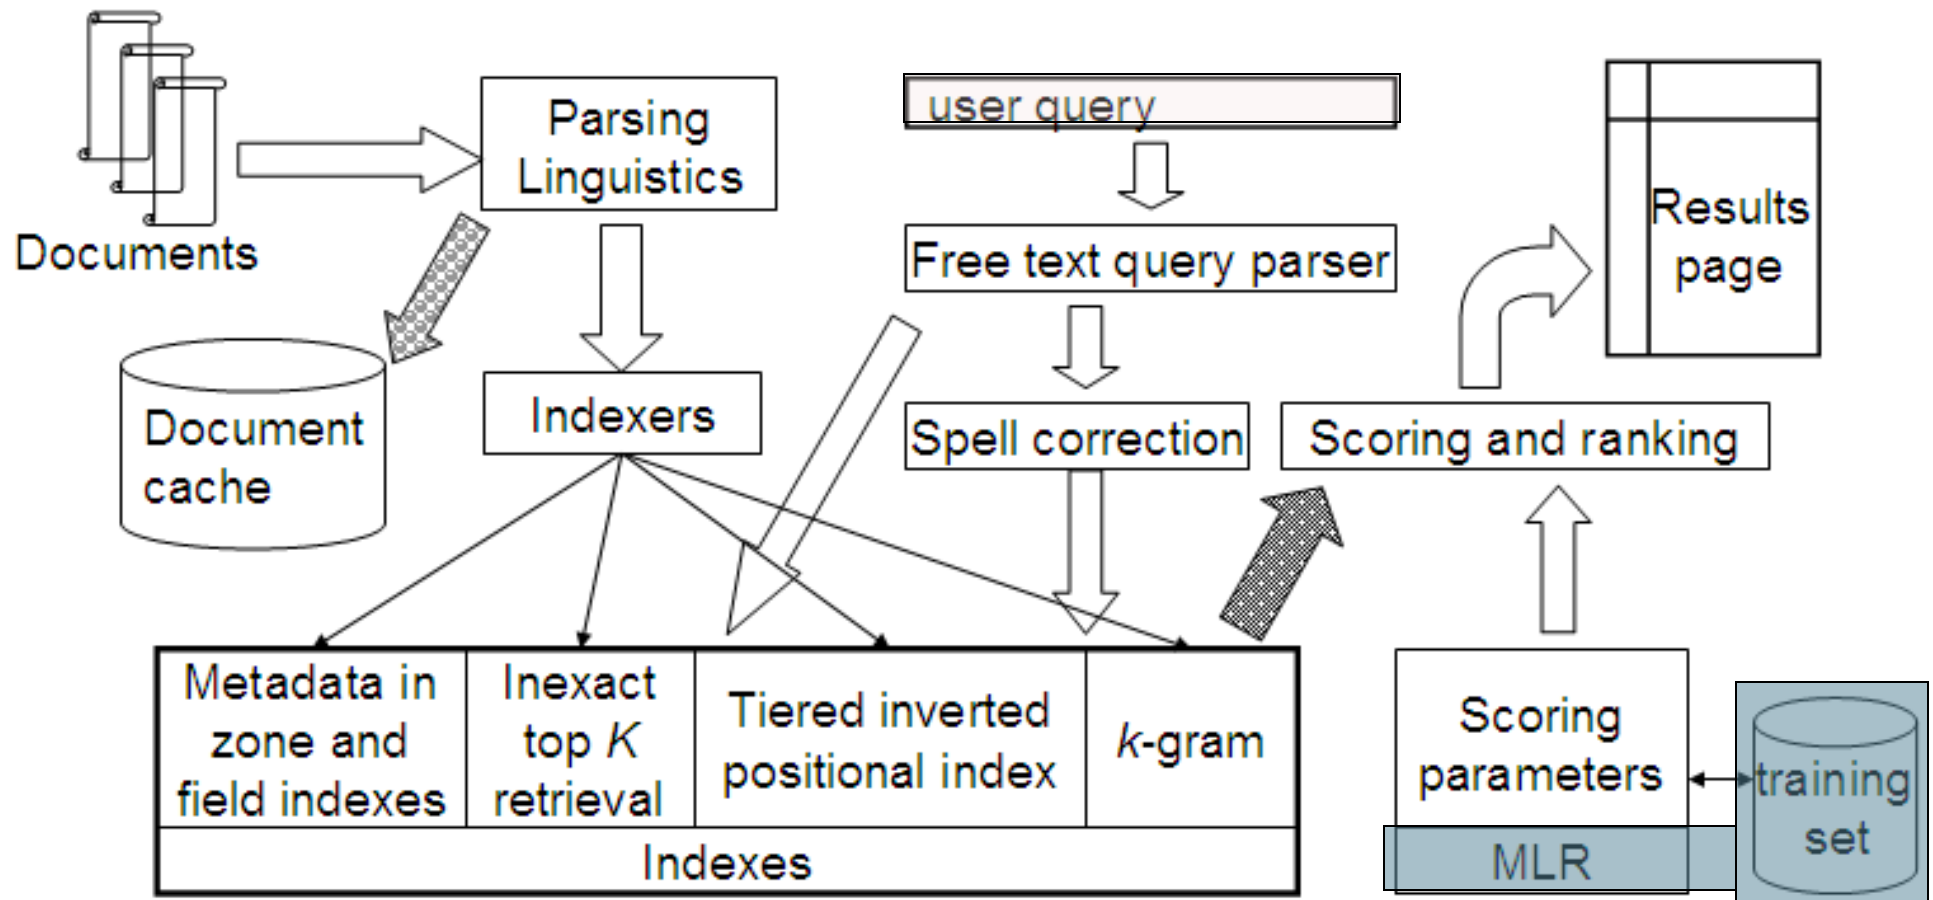 Documents
Parsing
Linguistics
user query
Free text query parser
Results
page
Document
cache
Indexers
Spell correction
Scoring and ranking
Metadata in
zone and
field indexes
Inexact
top K
retrieval
Tiered inverted
positional index
k-gram
Indexes
Scoring
parameters
MLR
training
set